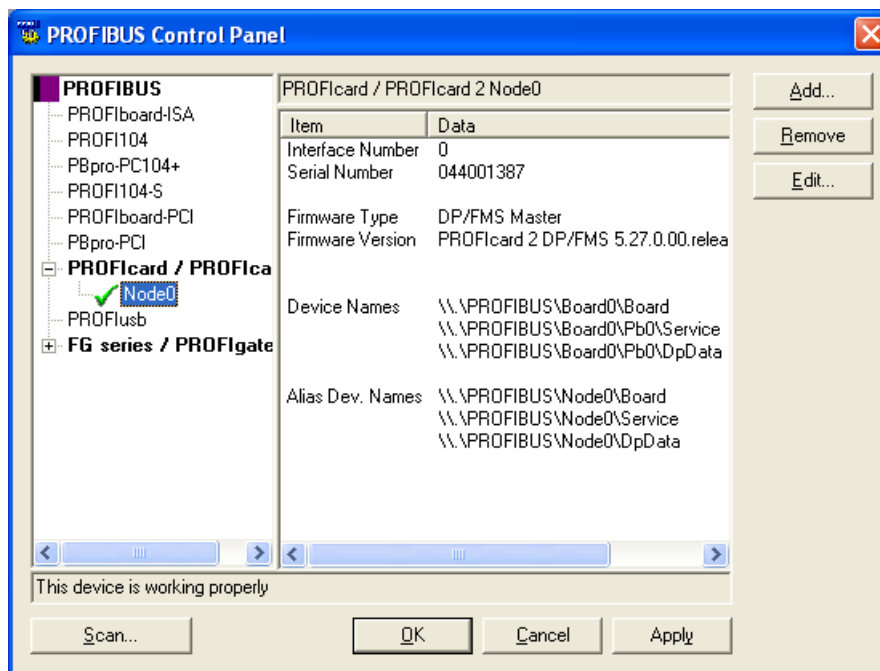 PROFIBUS Control Panel
PROFIBUS
PROFIboard-ISA
PROFI104
PBpro-PC104+
PROFI104-S
PROFIboard-PCI
PBpro-PCI
PROFIcard / PROFIca
Node0
PROFIusb
FG series / PROFIgate
PROFIcard / PROFIcard 2 Node0
Item Data
Interface Number 0
Serial Number 044001387
Firmware Type DP/FMS Master
Firmware Version PROFIcard 2 DP/FMS 5.27.0.00.relea
Device Names \\.\PROFIBUS\Board0\Board
\\.\PROFIBUS\Board0\Pb0\Service
\\.\PROFIBUS\Board0\Pb0\DpData
Alias Dev. Names \\.\PROFIBUS\Node0\Board
\\.\PROFIBUS\Node0\Service
\\.\PROFIBUS\Node0\DpData
Add...
Remove
Edit...
This device is working properly
Scan... OK Cancel Apply